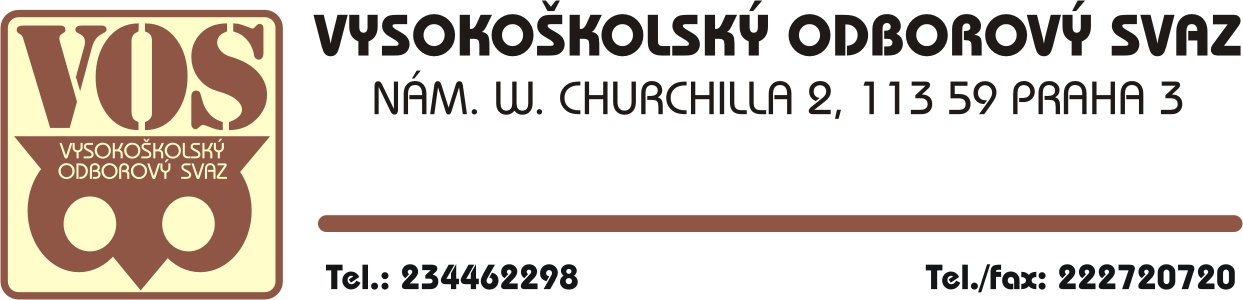 VOS
VYSOKOŠKOLSKÝ
ODBOROVÝ SVAZ
VYSOKOŠKOLSKÝ ODBOROVÝ SVAZ
NÁM. W. CHURCHILLA 2, 113 59 PRAHA 3
Tel.: 234462298
Tel./fax: 222720720